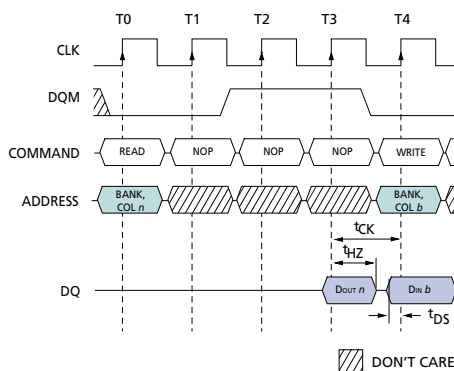 T0 T1 T2 T3 T4
CLK
DQM
COMMAND READ NOP NOP NOP WRITE
ADDRESS BANK, COL n BANK, COL b
tCK
tHZ
DQ DOUT n DIN b
tDS
DON'T CARE